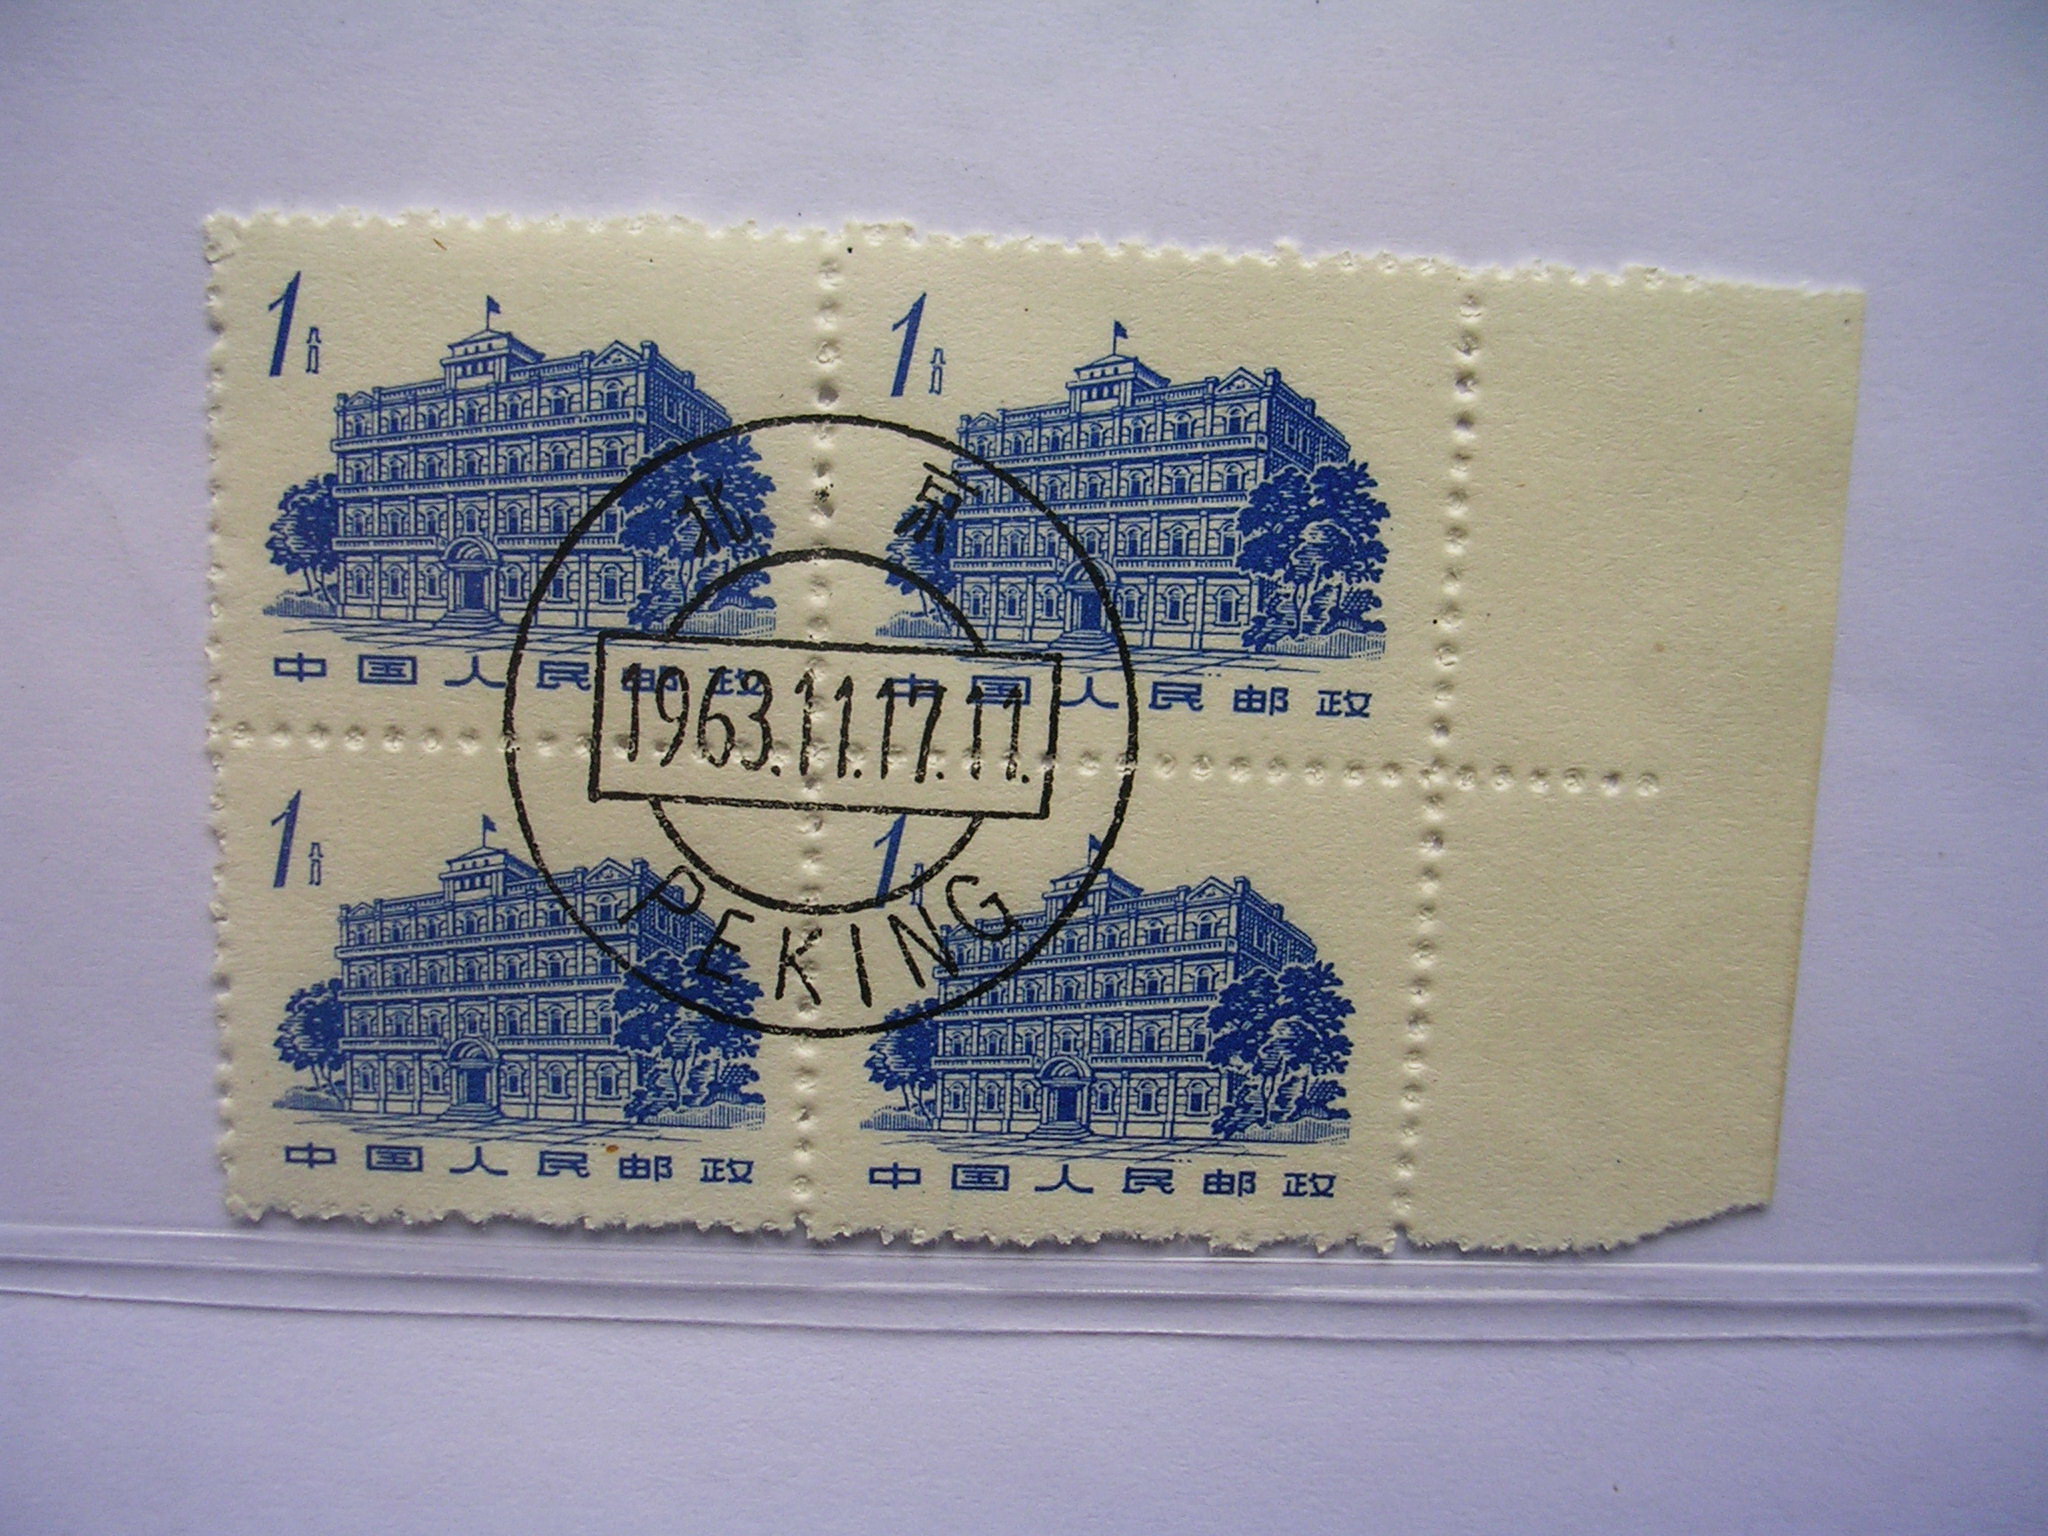 1分 1分
北京
中国人民邮政 中国人民邮政
1963.11.17.11.
1分 1分
PEKING
中国人民邮政 中国人民邮政